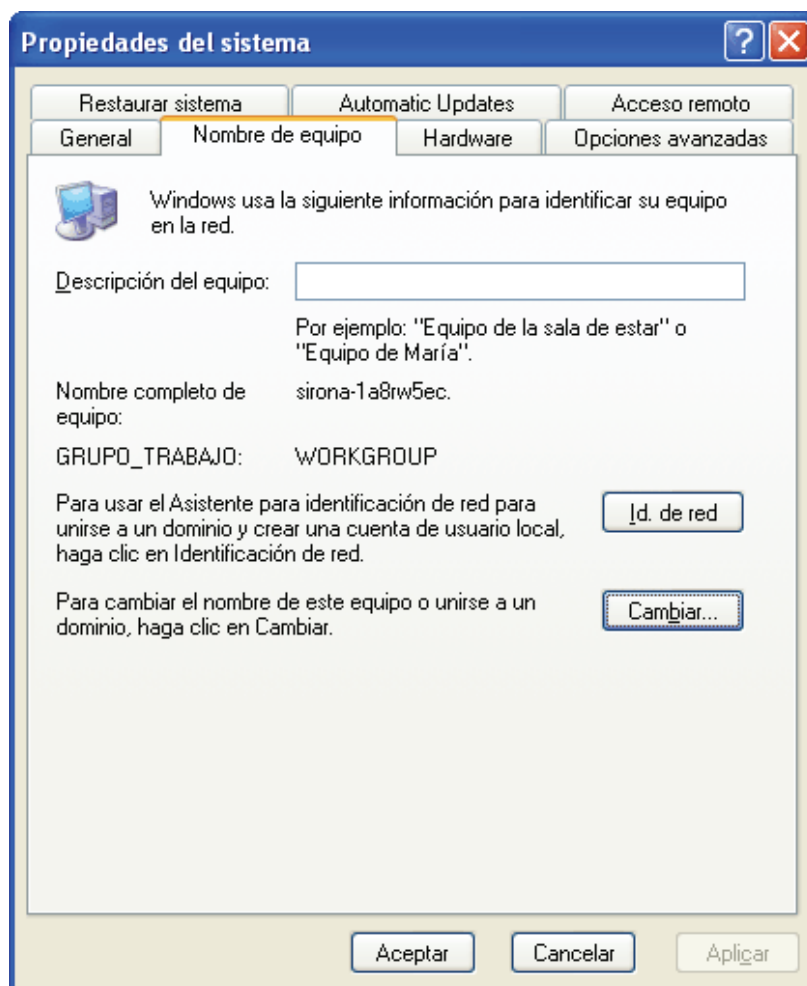 Propiedades del sistema
Restaurar sistema
Automatic Updates
Acceso remoto
General
Nombre de equipo
Hardware
Opciones avanzadas
Windows usa la siguiente información para identificar su equipo
en la red.
Descripción del equipo:
Por ejemplo: "Equipo de la sala de estar" o
"Equipo de María".
Nombre completo de
equipo:
sirona-1a8rw5ec.
GRUPO_TRABAJO:
WORKGROUP
Para usar el Asistente para identificación de red para
unirse a un dominio y crear una cuenta de usuario local,
haga clic en Identificación de red.
Id. de red
Para cambiar el nombre de este equipo o unirse a un
dominio, haga clic en Cambiar.
Cambiar...
Aceptar
Cancelar
Aplicar